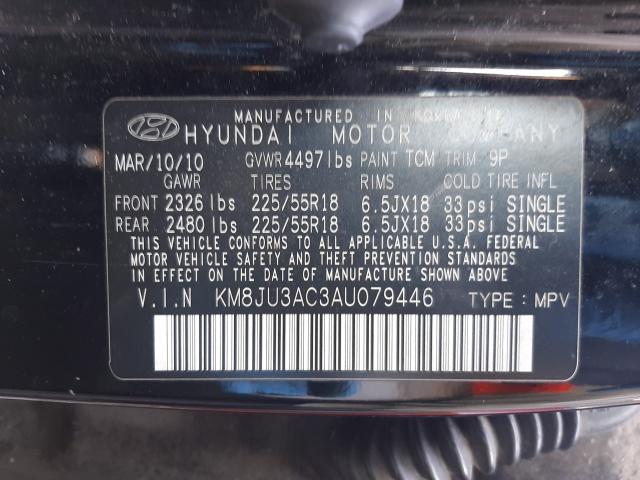 MANUFACTURED IN KOREA
HYUNDAI MOTOR COMPANY
MAR/10/10 GVWR 4497lbs PAINT TCM TRIM 9P
GAWR TIRES RIMS COLD TIRE INFL
FRONT 2326 lbs 225/55R18 6.5JX18 33psi SINGLE
REAR 2480 lbs 225/55R18 6.5JX18 33psi SINGLE
THIS VEHICLE CONFORMS TO ALL APPLICABLE U.S.A. FEDERAL
MOTOR VEHICLE SAFETY AND THEFT PREVENTION STANDARDS
IN EFFECT ON THE DATE OF MANUFACTURE SHOWN ABOVE.
V.I.N KM8JU3AC3AU079446 TYPE : MPV